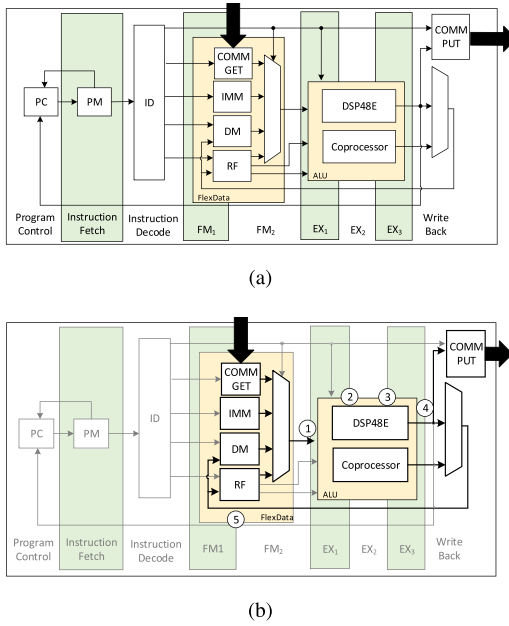 COMM
PUT
COMM
GET
IMM
DM
RF
PC
PM
ID
DSP48E
Coprocessor
ALU
FlexData
Program
Control
Instruction
Fetch
Instruction
Decode
FM₁
FM₂
EX₁
EX₂
EX₃
Write
Back
(a)
COMM
PUT
COMM
GET
IMM
DM
RF
PC
PM
ID
1
2
3
4
DSP48E
Coprocessor
ALU
5
FlexData
Program
Control
Instruction
Fetch
Instruction
Decode
FM1
FM₂
EX₁
EX₂
EX₃
Write
Back
(b)